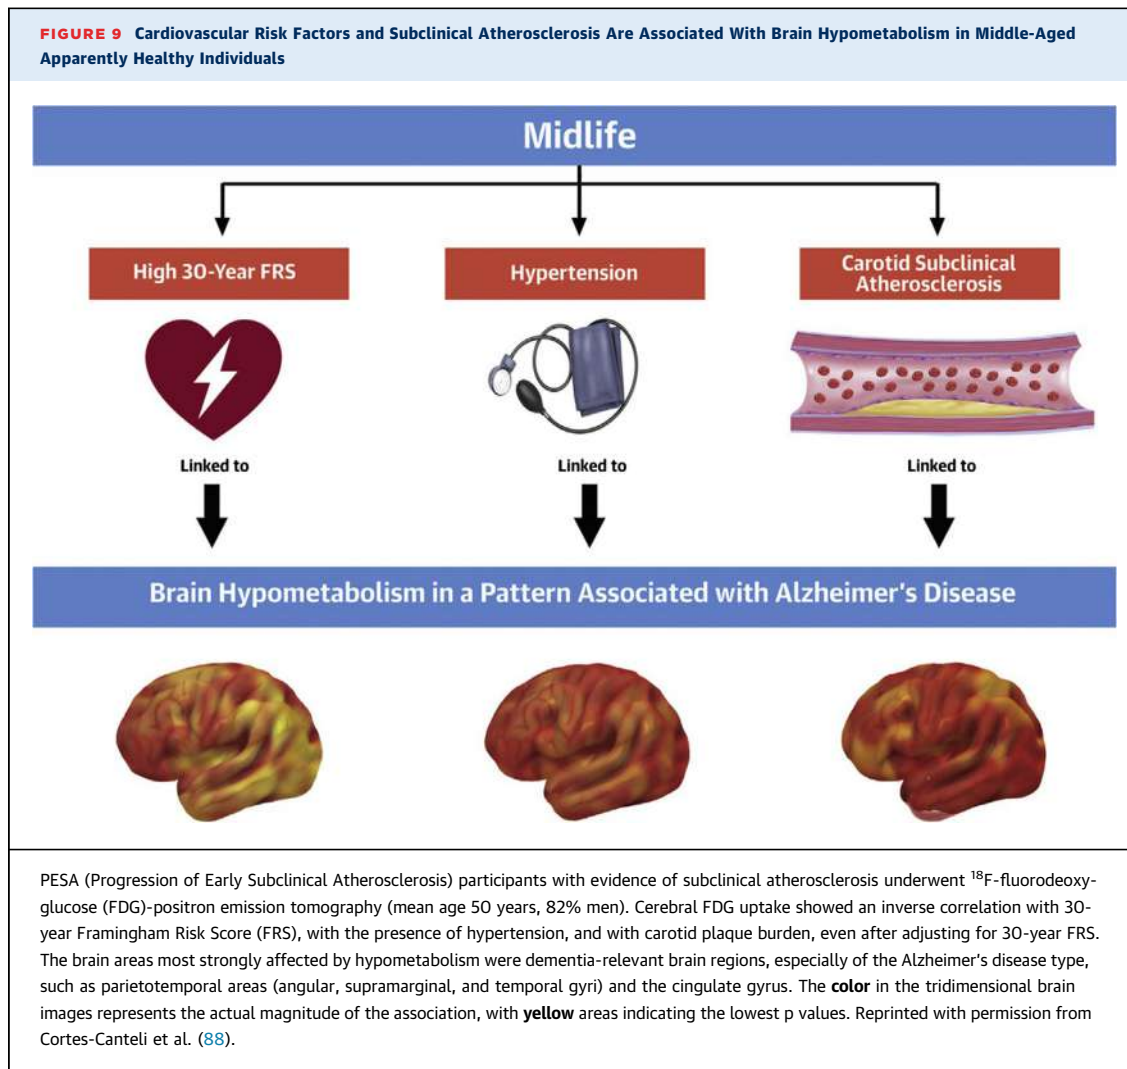 FIGURE 9 Cardiovascular Risk Factors and Subclinical Atherosclerosis Are Associated With Brain Hypometabolism in Middle-Aged
Apparently Healthy Individuals
Midlife
High 30-Year FRS
Hypertension
Carotid Subclinical
Atherosclerosis
Linked to
Linked to
Linked to
Brain Hypometabolism in a Pattern Associated with Alzheimer's Disease
PESA (Progression of Early Subclinical Atherosclerosis) participants with evidence of subclinical atherosclerosis underwent ¹⁸F-fluorodeoxy-
glucose (FDG)-positron emission tomography (mean age 50 years, 82% men). Cerebral FDG uptake showed an inverse correlation with 30-
year Framingham Risk Score (FRS), with the presence of hypertension, and with carotid plaque burden, even after adjusting for 30-year FRS.
The brain areas most strongly affected by hypometabolism were dementia-relevant brain regions, especially of the Alzheimer's disease type,
such as parietotemporal areas (angular, supramarginal, and temporal gyri) and the cingulate gyrus. The color in the tridimensional brain
images represents the actual magnitude of the association, with yellow areas indicating the lowest p values. Reprinted with permission from
Cortes-Canteli et al. (88).